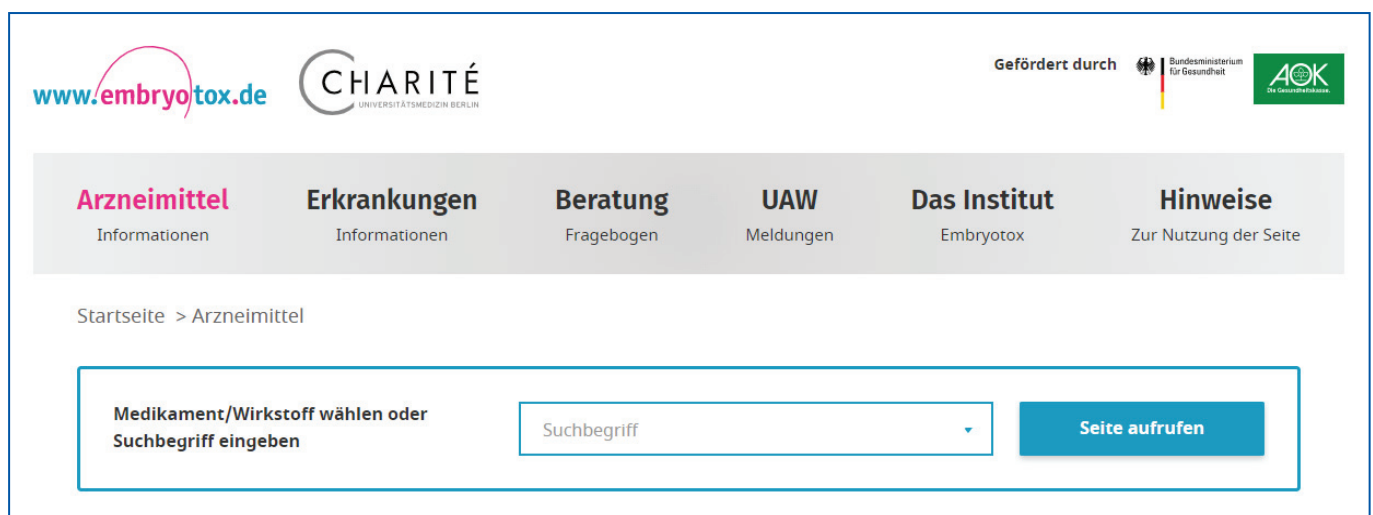 www.embryotox.de
CHARITÉ
UNIVERSITÄTSMEDIZIN BERLIN
Gefördert durch
Bundesministerium
für Gesundheit
AOK
Die Gesundheitskasse.
Arzneimittel
Informationen
Erkrankungen
Informationen
Beratung
Fragebogen
UAW
Meldungen
Das Institut
Embryotox
Hinweise
Zur Nutzung der Seite
Startseite > Arzneimittel
Medikament/Wirkstoff wählen oder
Suchbegriff eingeben
Suchbegriff
Seite aufrufen